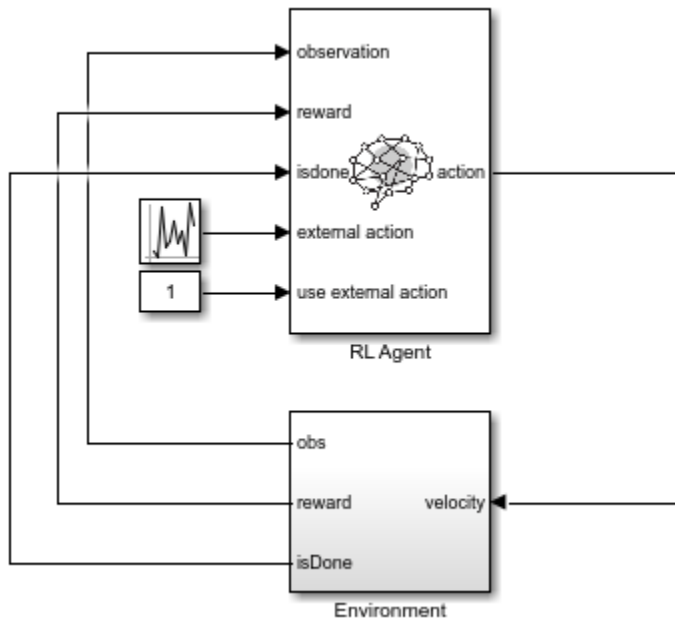 observation
reward
isdone
action
external action
1
use external action
RL Agent
obs
reward
velocity
isDone
Environment